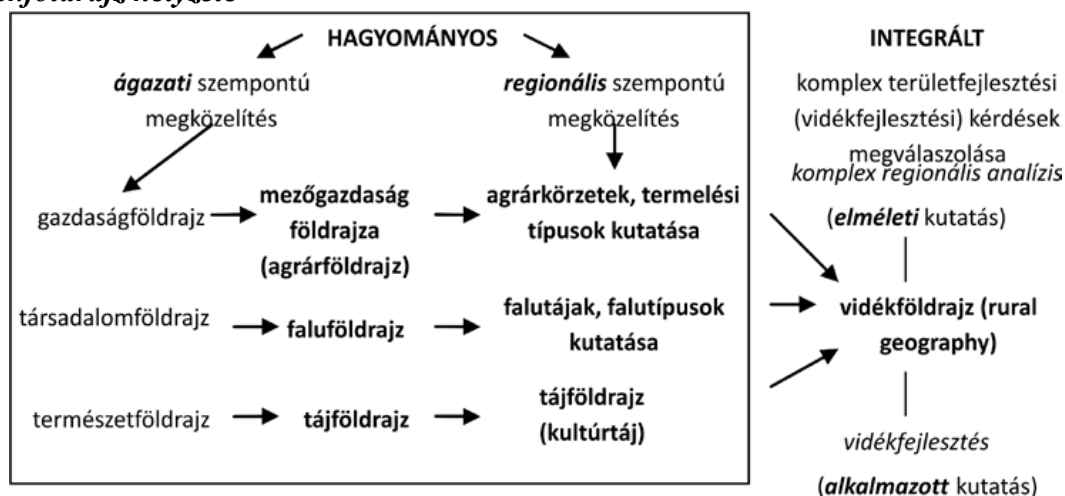 HAGYOMÁNYOS
ágazati szempontú
megközelítés
regionális szempontú
megközelítés
gazdaságföldrajz
mezőgazdaság
földrajza
(agrárföldrajz)
agrárkörzetek, termelési
típusok kutatása
társadalomföldrajz
faluföldrajz
falutájak, falutípusok
kutatása
természetföldrajz
tájföldrajz
tájföldrajz
(kultúrtáj)
INTEGRÁLT
komplex területfejlesztési
(vidékfejlesztési) kérdések
megválaszolása
komplex regionális analízis
(elméleti kutatás)
vidékföldrajz (rural
geography)
vidékfejlesztés
(alkalmazott kutatás)